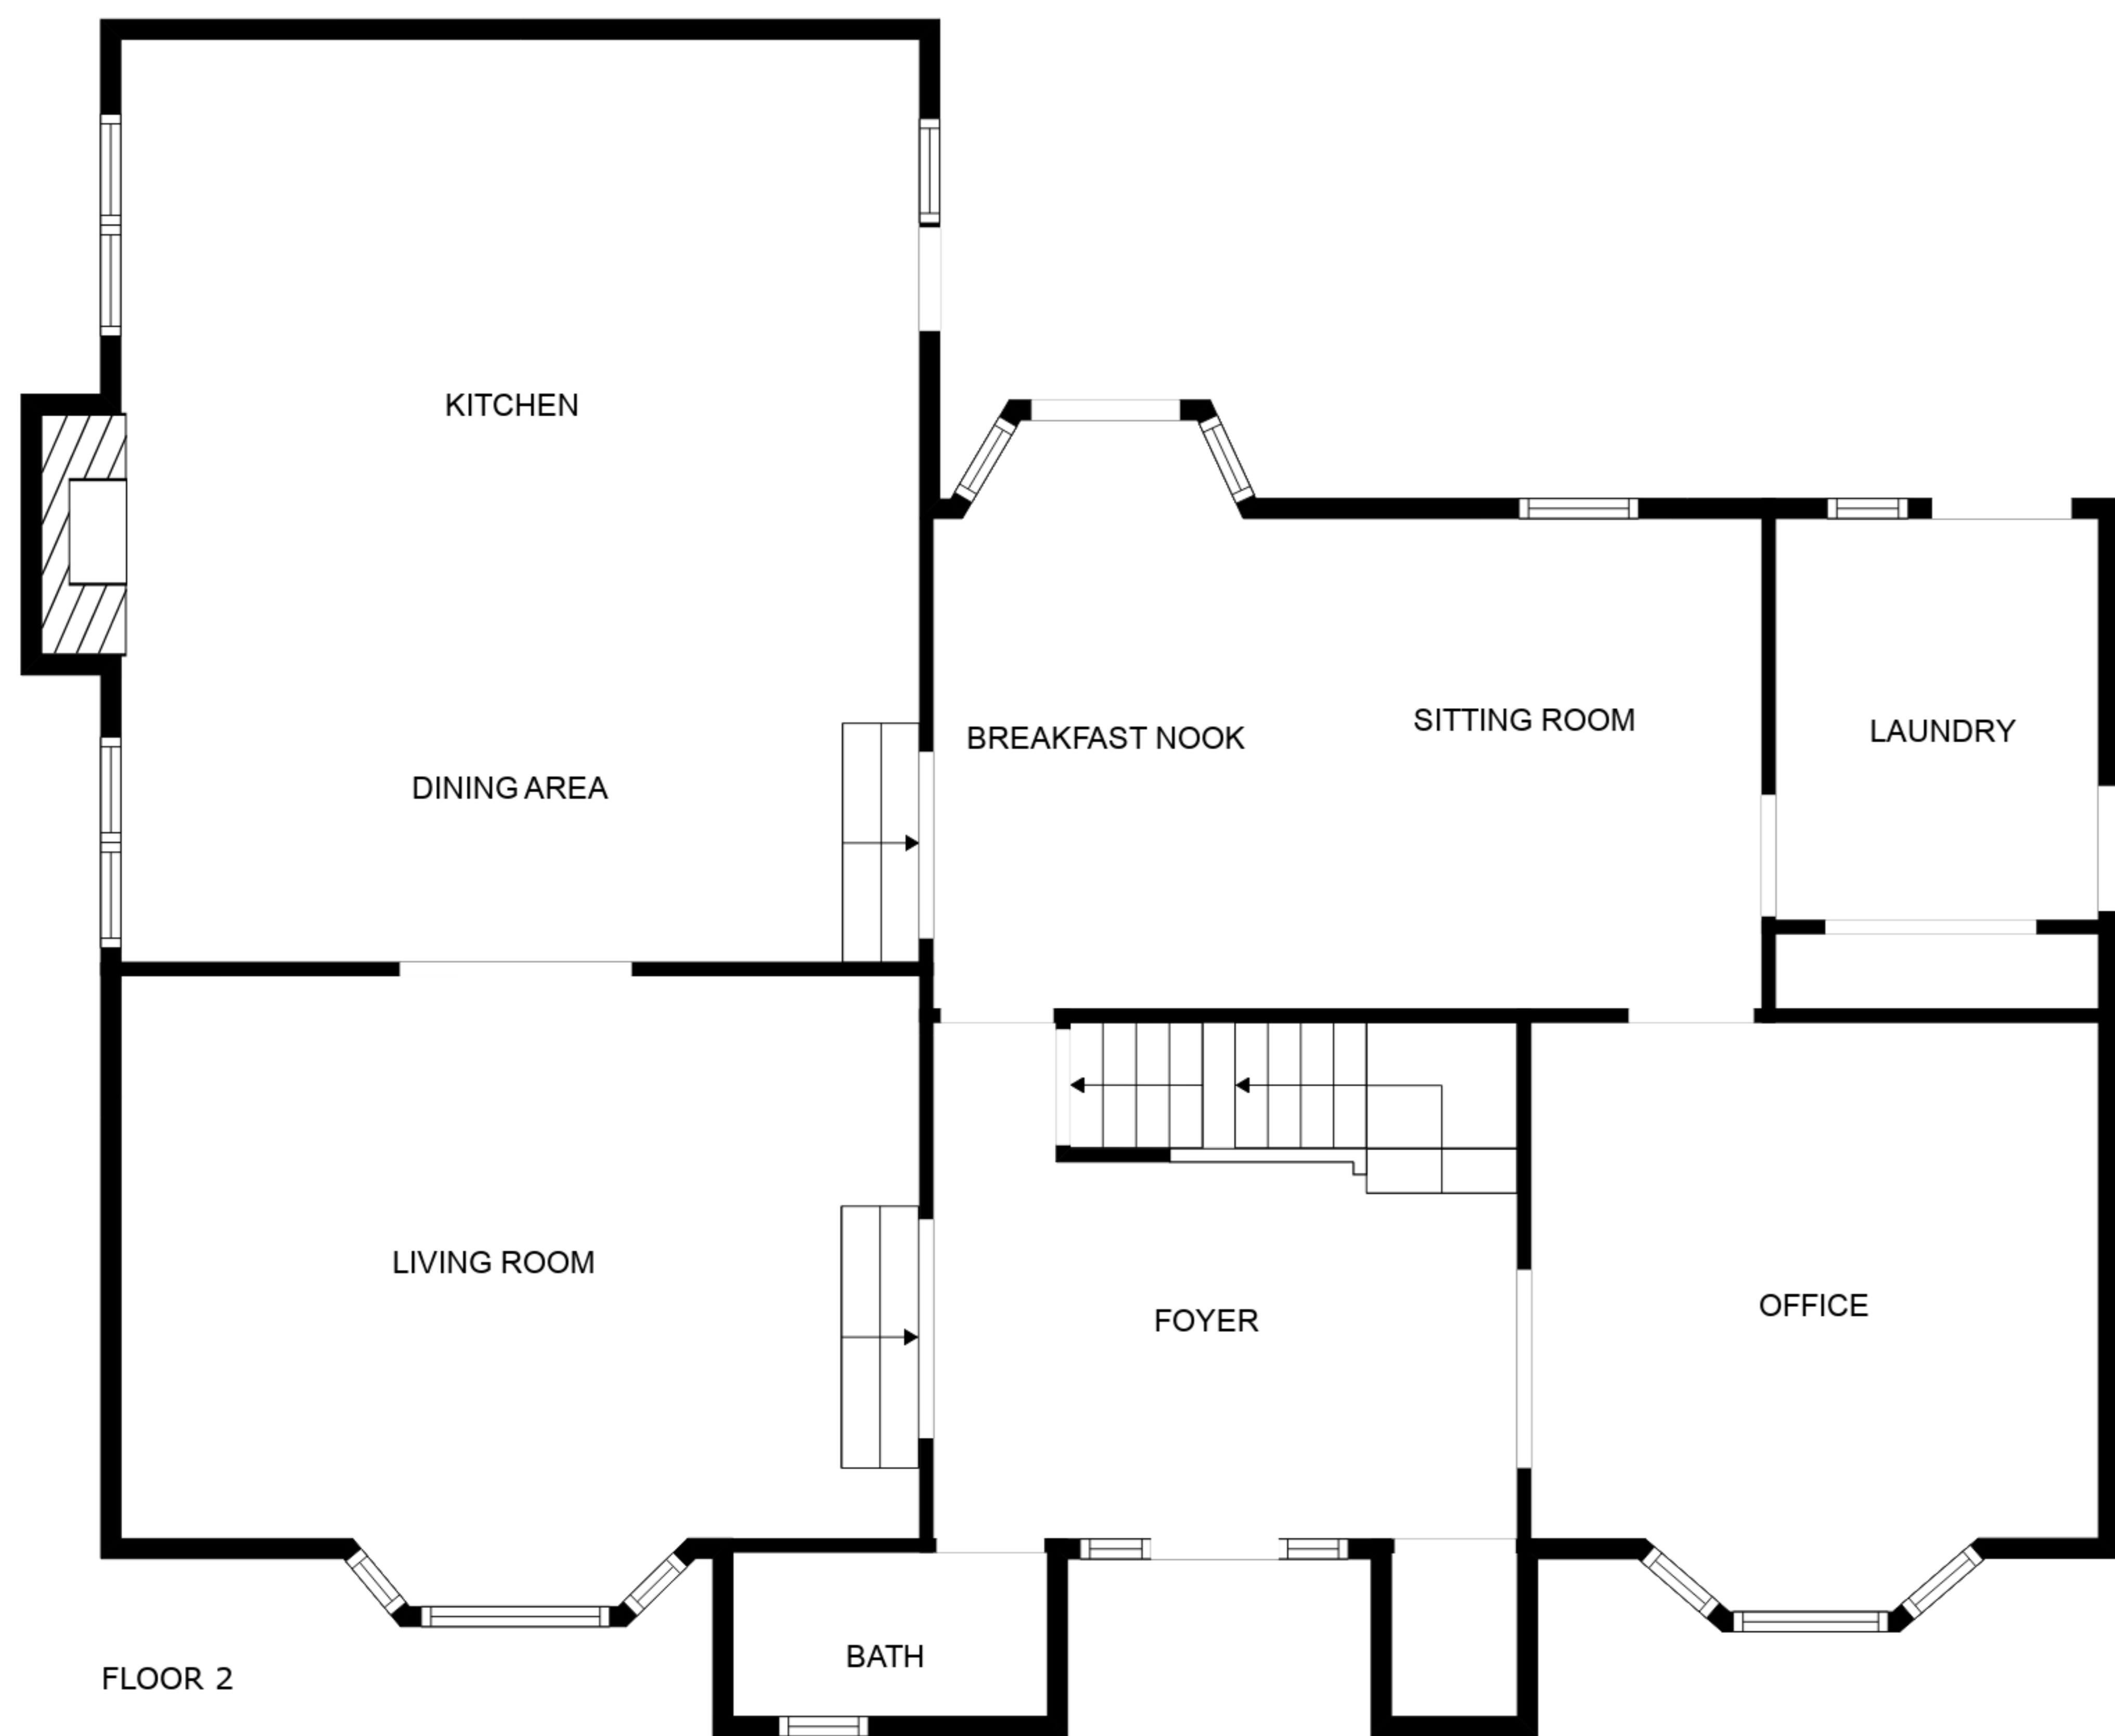 KITCHEN
BREAKFAST NOOK
SITTING ROOM
LAUNDRY
DINING AREA
LIVING ROOM
FOYER
OFFICE
BATH
FLOOR 2